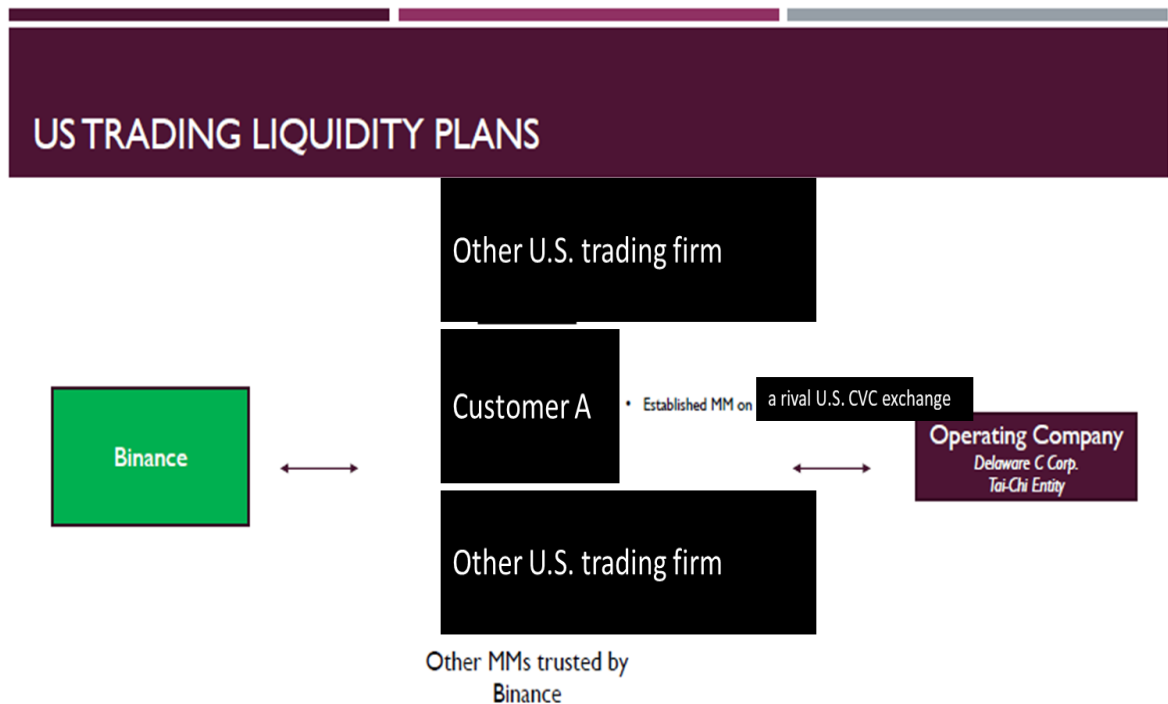 US TRADING LIQUIDITY PLANS
Other U.S. trading firm
Customer A
• Established MM on a rival U.S. CVC exchange
Binance
Operating Company
Delaware C Corp.
Tai-Chi Entity
Other U.S. trading firm
Other MMs trusted by
Binance